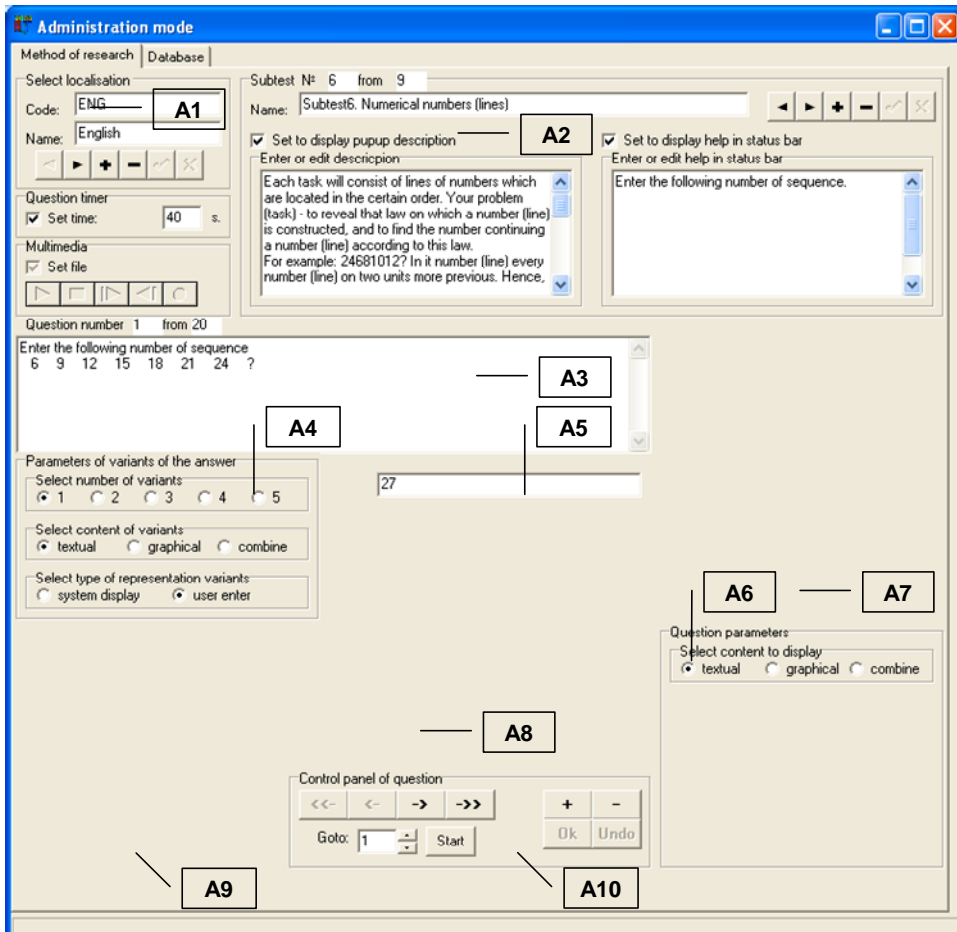 Administration mode
Method of research
Database
Select localisation
Code: ENG
A1
Name: English
< ► + -
Question timer
Set time: 40 s.
Multimedia
Set file
Subtest № 6 from 9
Name: Subtest6. Numerical numbers (lines)
◄ ► + -
Set to display pupup description
A2
Set to display help in status bar
Enter or edit descricpion
Each task will consist of lines of numbers which
are located in the certain order. Your problem
(task) - to reveal that law on which a number (line)
is constructed, and to find the number continuing
a number (line) according to this law.
For example: 24681012? In it number (line) every
number (line) on two units more previous. Hence,
Enter or edit help in status bar
Enter the following number of sequence.
Question number 1 from 20
Enter the following number of sequence
6 9 12 15 18 21 24 ?
A3
A4
A5
Parameters of variants of the answer
Select number of variants
1 2 3 4 5
27
Select content of variants
textual graphical combine
Select type of representation variants
system display user enter
A6
A7
Question parameters
Select content to display
textual graphical combine
A8
Control panel of question
<<- <- -> ->>
+ -
Goto: 1 Start
Ok Undo
A9
A10